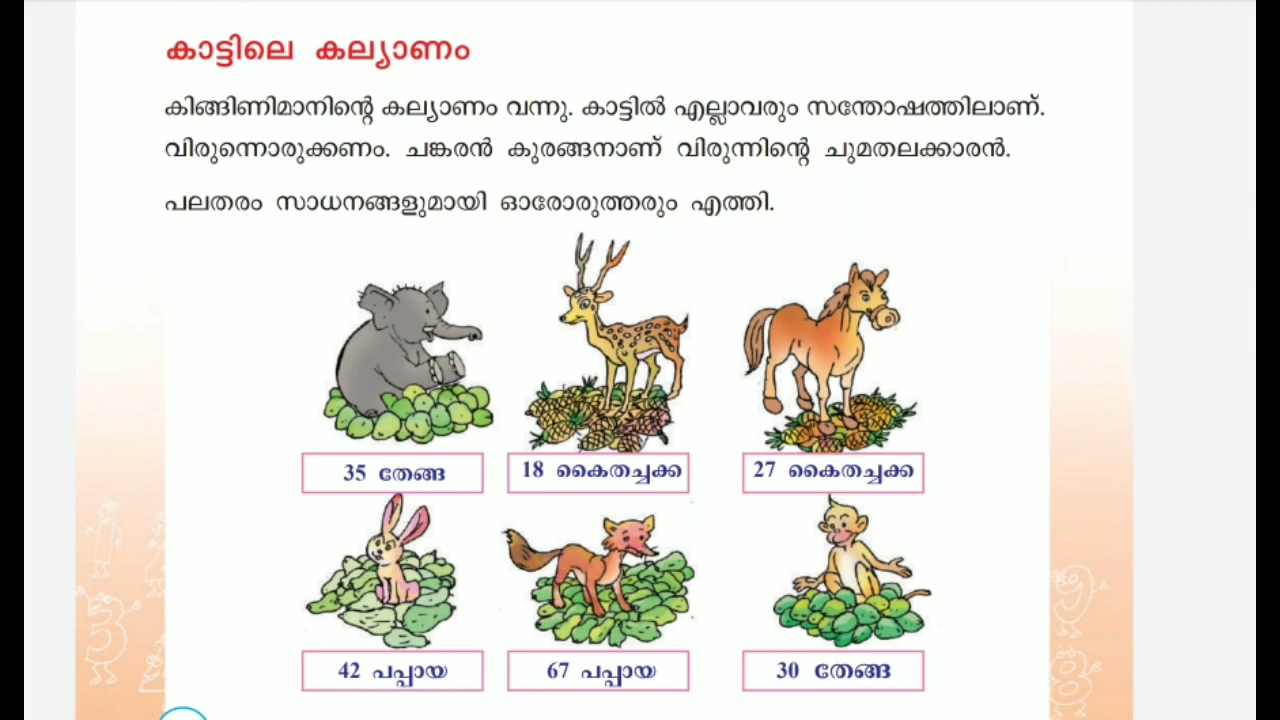 കാട്ടിലെ കല്യാണം
കിങ്ങിണിമാനിന്റെ കല്യാണം വന്നു. കാട്ടിൽ എല്ലാവരും സന്തോഷത്തിലാണ്.
വിരുന്നൊരുക്കണം. ചങ്കരൻ കുരങ്ങനാണ് വിരുന്നിന്റെ ചുമതലക്കാരൻ.
പലതരം സാധനങ്ങളുമായി ഓരോരുത്തരും എത്തി.
35 തേങ്ങ
18 കൈതച്ചക്ക
27 കൈതച്ചക്ക
42 പപ്പായ
67 പപ്പായ
30 തേങ്ങ